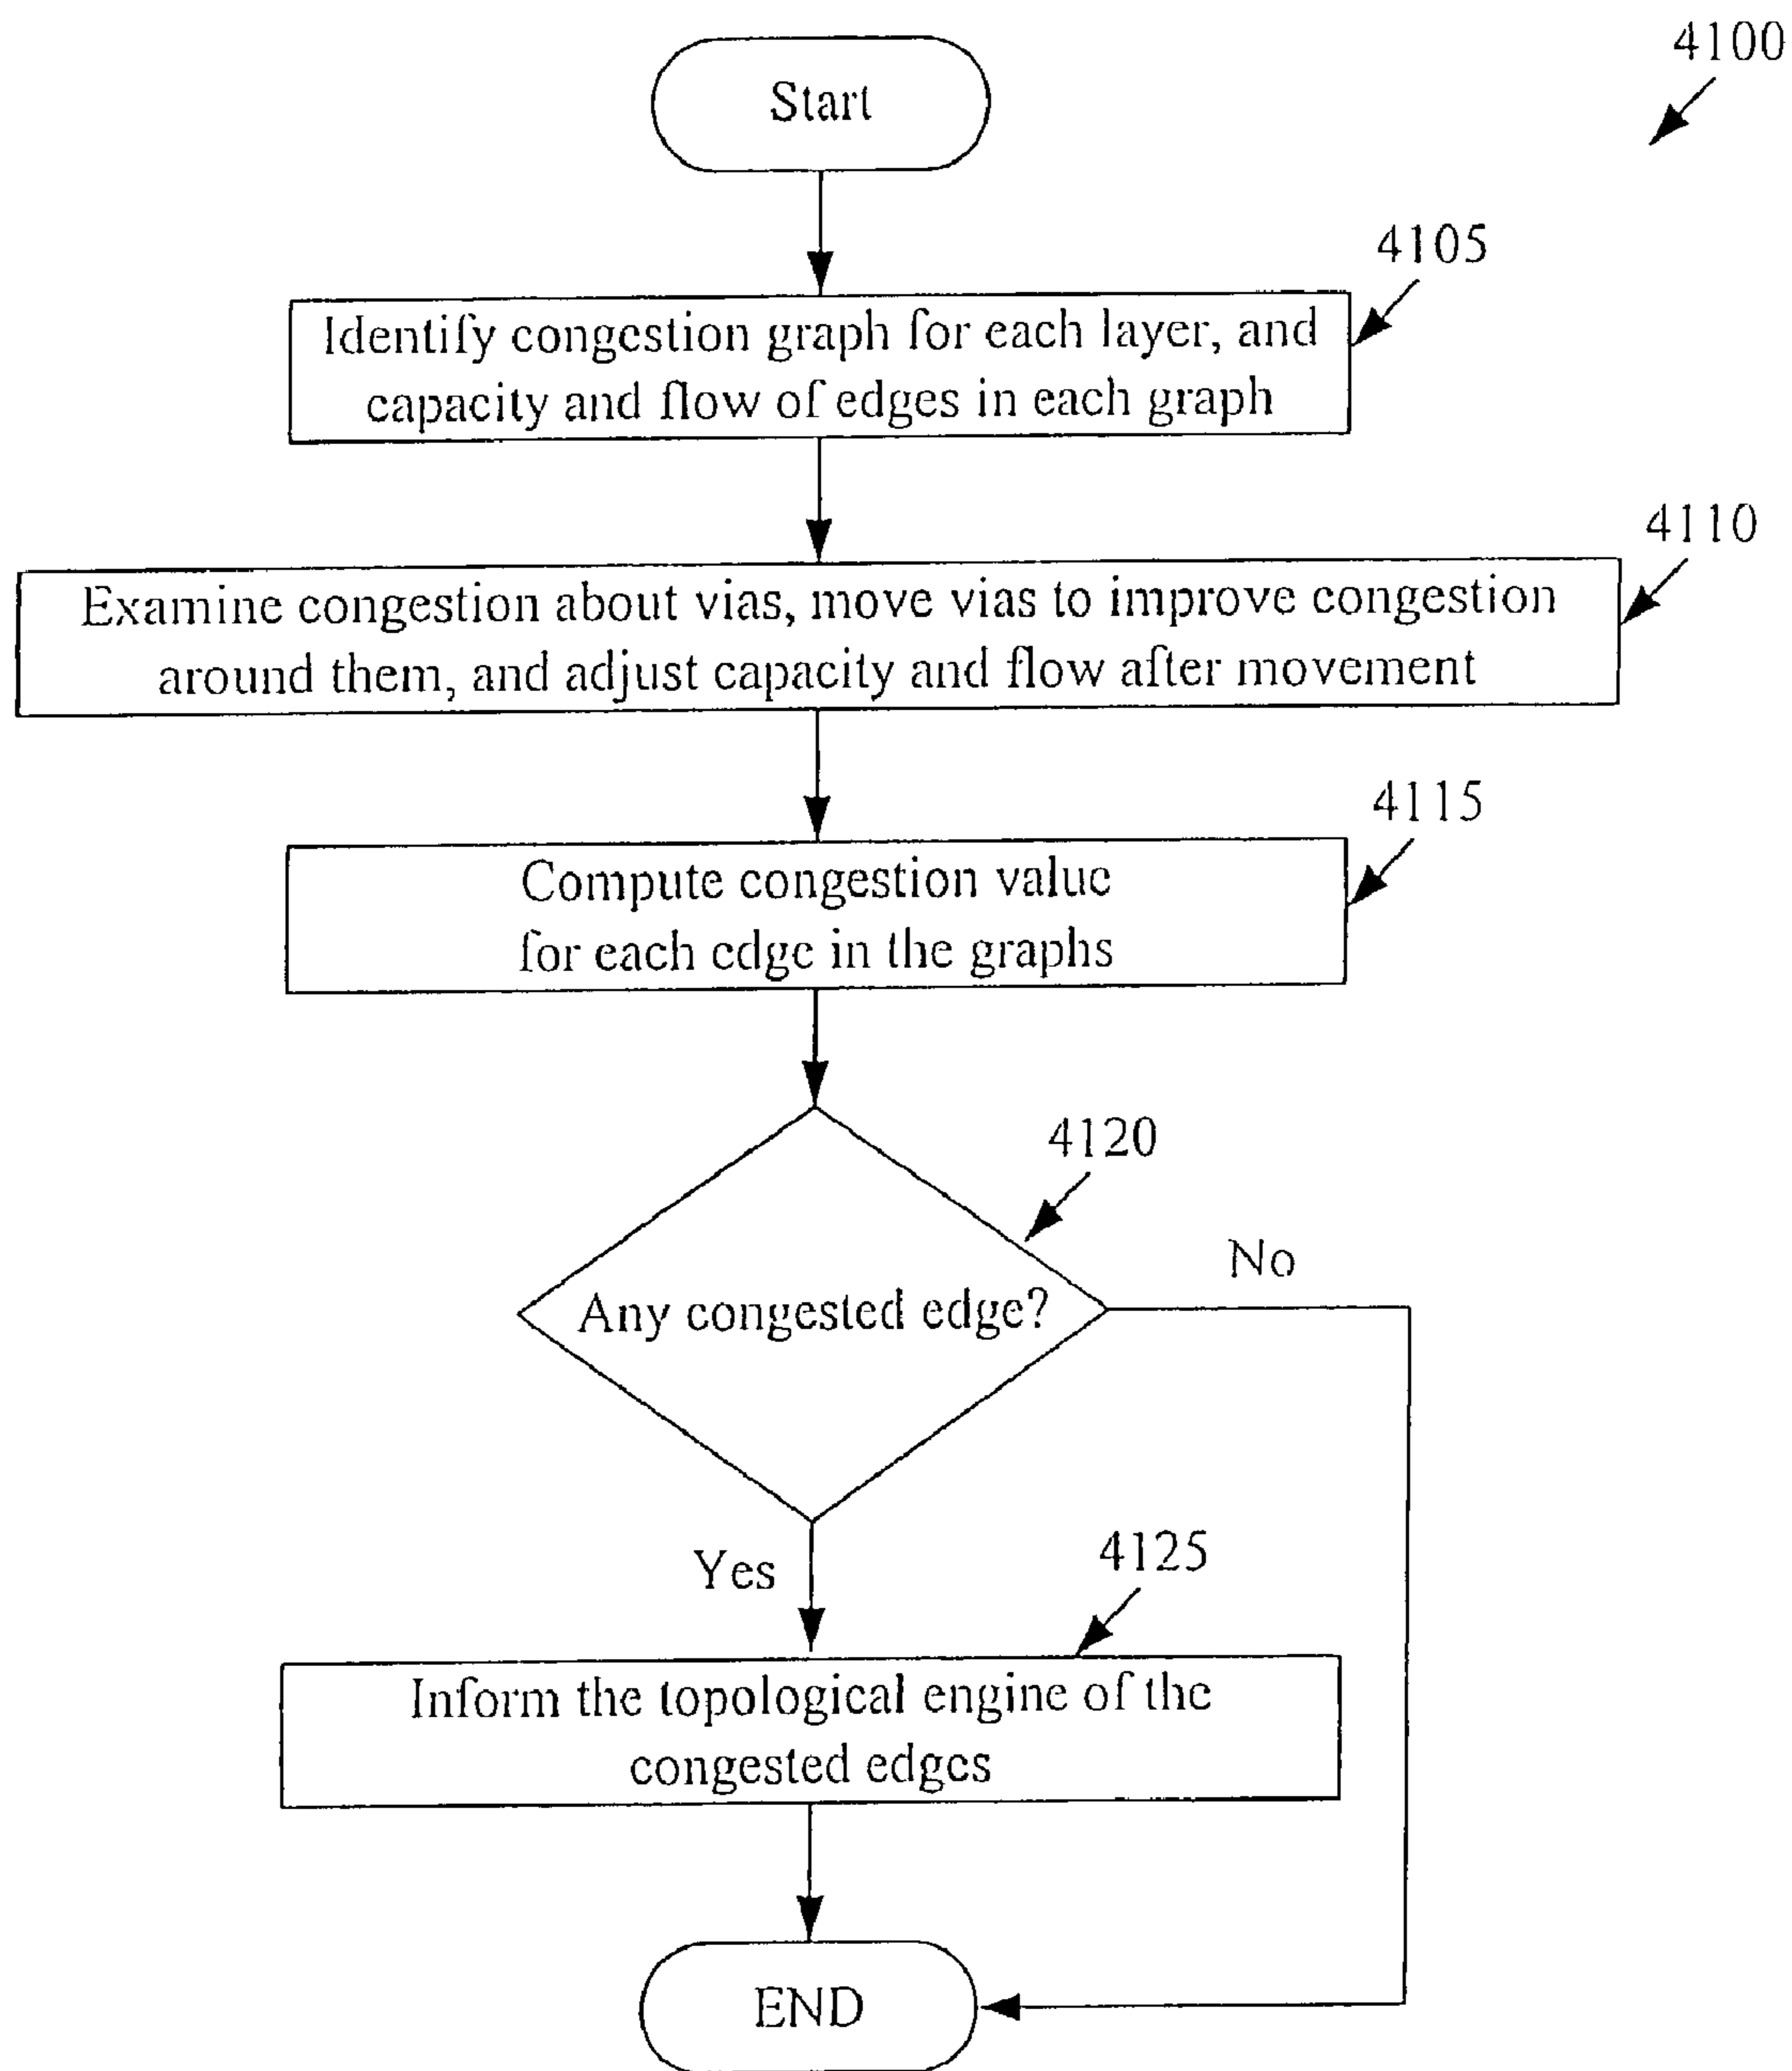 4100
Start
4105
Identify congestion graph for each layer, and
capacity and flow of edges in each graph
4110
Examine congestion about vias, move vias to improve congestion
around them, and adjust capacity and flow after movement
4115
Compute congestion value
for each edge in the graphs
4120
Any congested edge?
No
Yes
4125
Inform the topological engine of the
congested edges
END